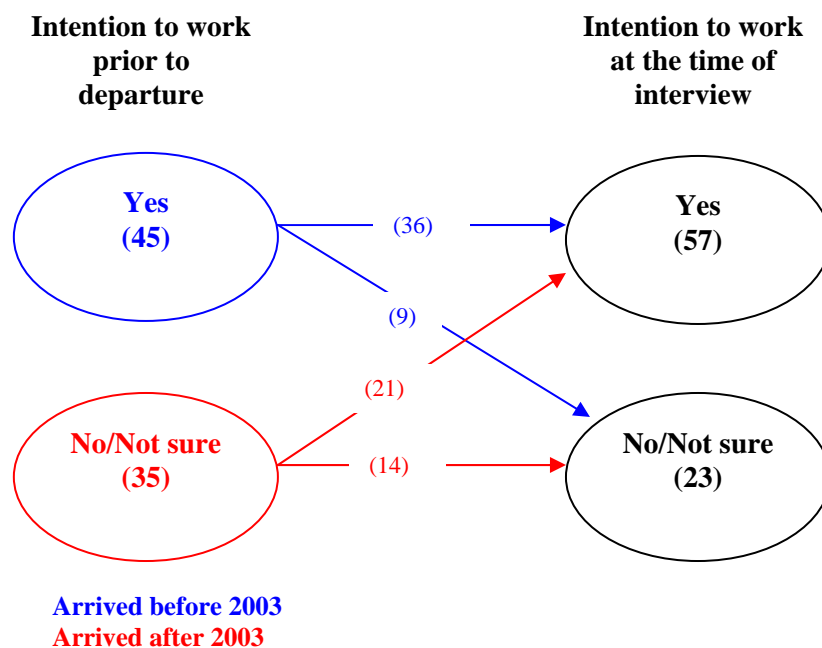 Intention to work
prior to
departure
Intention to work
at the time of
interview
Yes
(45)
(36)
Yes
(57)
(9)
(21)
No/Not sure
(35)
(14)
No/Not sure
(23)
Arrived before 2003
Arrived after 2003